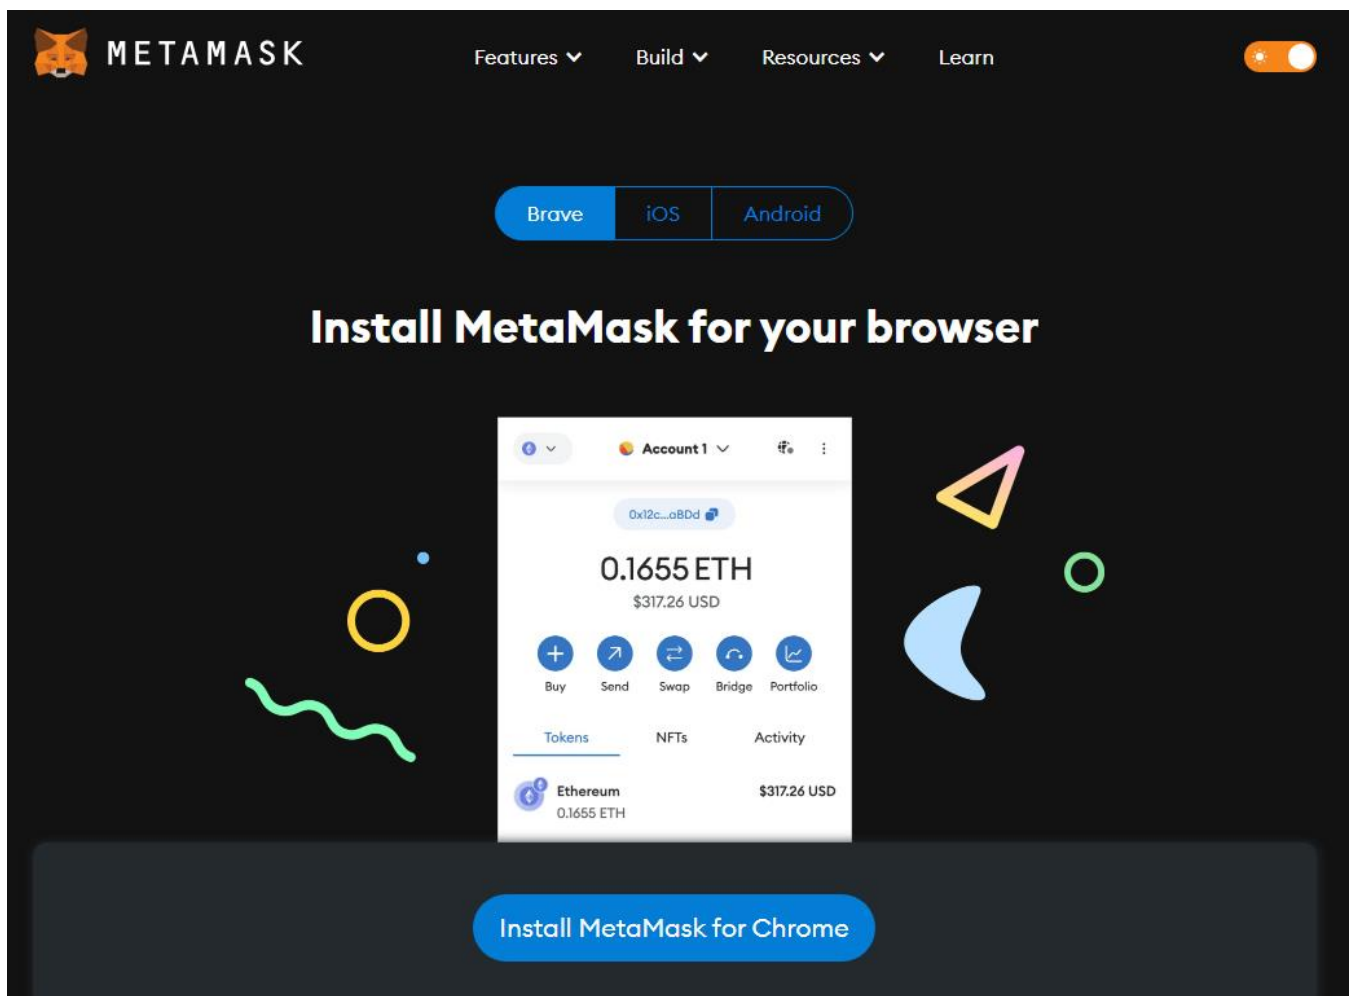 METAMASK
Features Build Resources Learn
Brave iOS Android
Install MetaMask for your browser
Account 1
0x12c...aBDd
0.1655 ETH
$317.26 USD
Buy Send Swap Bridge Portfolio
Tokens NFTs Activity
Ethereum $317.26 USD
0.1655 ETH
Install MetaMask for Chrome